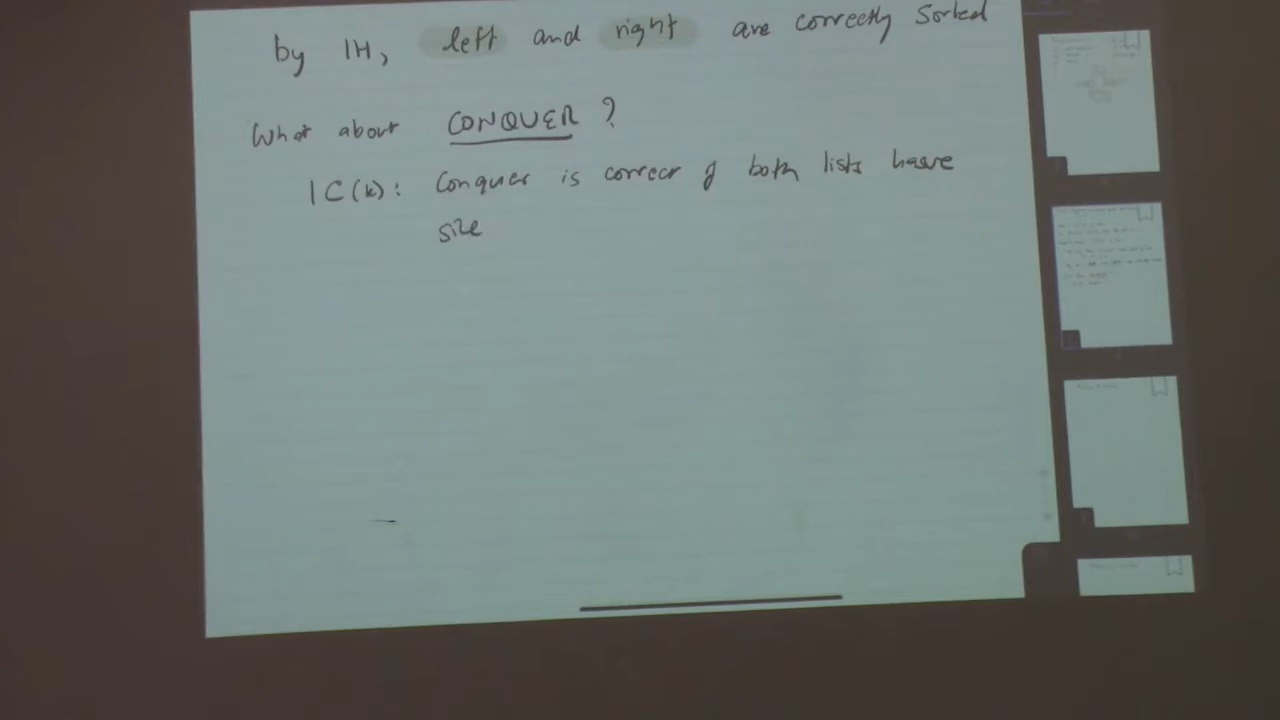 by IH, left and right are correctly sorted
What about CONQUER ?
IC(k): Conquer is correct if both lists have
size